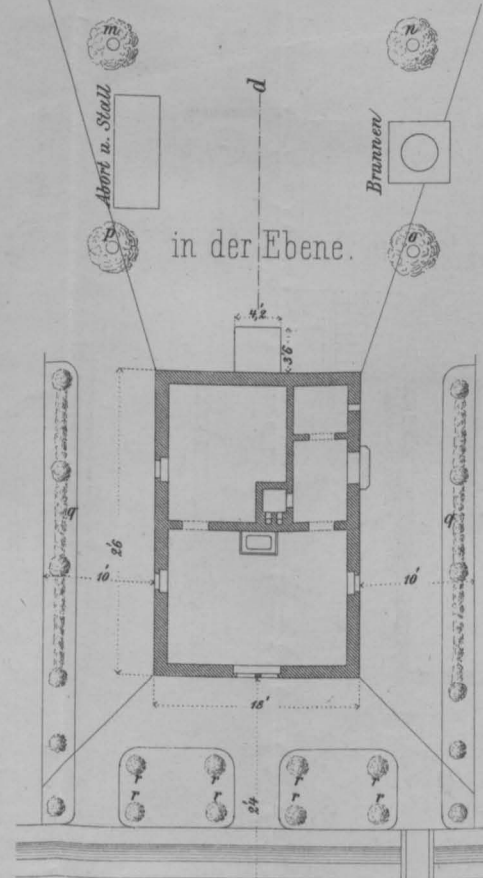 m
n
d
Abort u. Stall
Brunnen
p
o
in der Ebene.
4,'2
3'6
q
q
26
10'
10'
18'
r r r r
r r r r
24